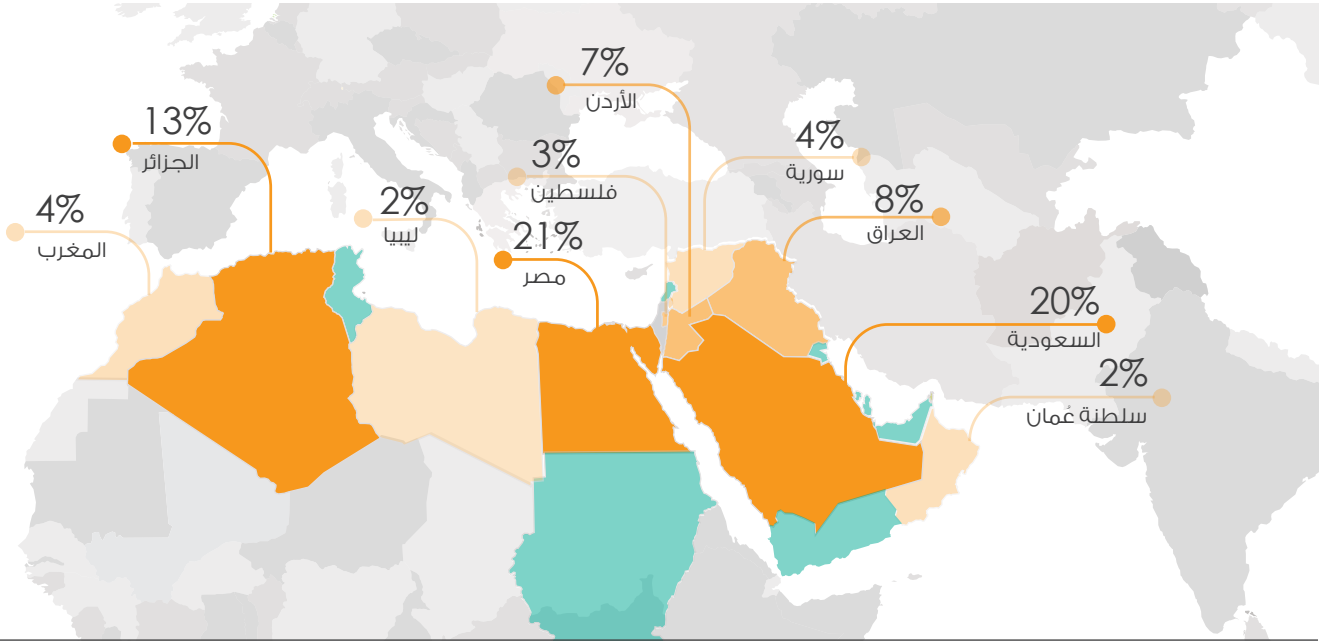 7%
الأردن
13%
الجزائر
4%
سورية
3%
فلسطين
4%
المغرب
2%
ليبيا
8%
العراق
21%
مصر
20%
السعودية
2%
سلطنة عُمان